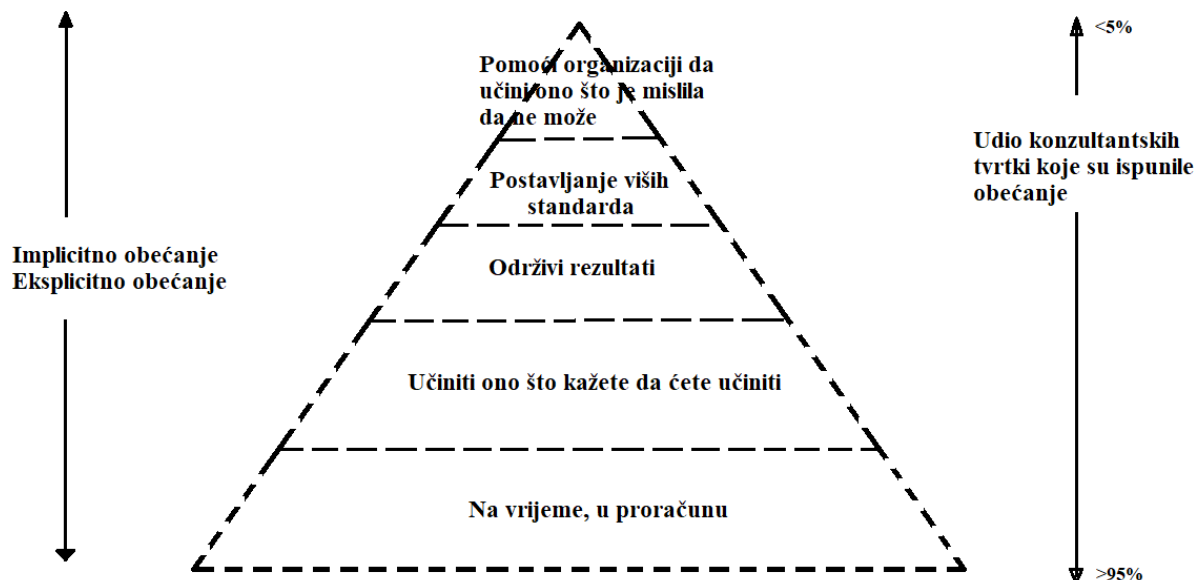 <5%
Pomoći organizaciji da
učini ono što je mislila
da ne može
Udio konzultantskih
tvrtki koje su ispunile
obećanje
Postavljanje viših
standarda
Implicitno obećanje
Eksplicitno obećanje
Održivi rezultati
Učiniti ono što kažete da ćete učiniti
Na vrijeme, u proračunu
>95%